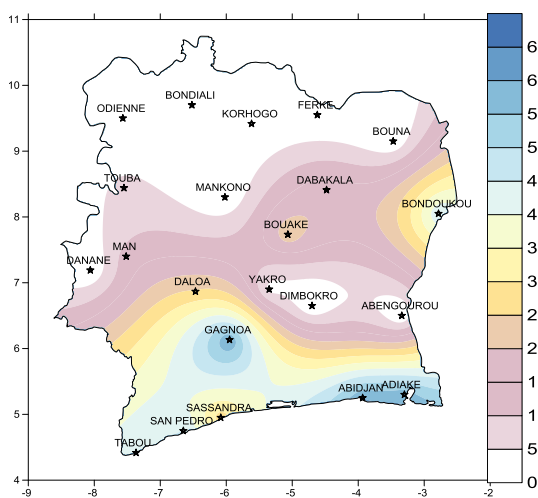 11
10
9
8
7
6
5
4
-9
-8
-7
-6
-5
-4
-3
-2
BONDIALI
ODIENNE
KORHOGO
FERKE
BOUNA
TOUBA
MANKONO
DABAKALA
BONDOUKOU
BOUAKE
MAN
DANANE
DALOA
YAKRO
DIMBOKRO
ABENGOUROU
GAGNOA
ABIDJAN
ADIAKE
SASSANDRA
SAN PEDRO
TABOU
6
6
5
5
4
4
3
3
2
2
1
1
5
0